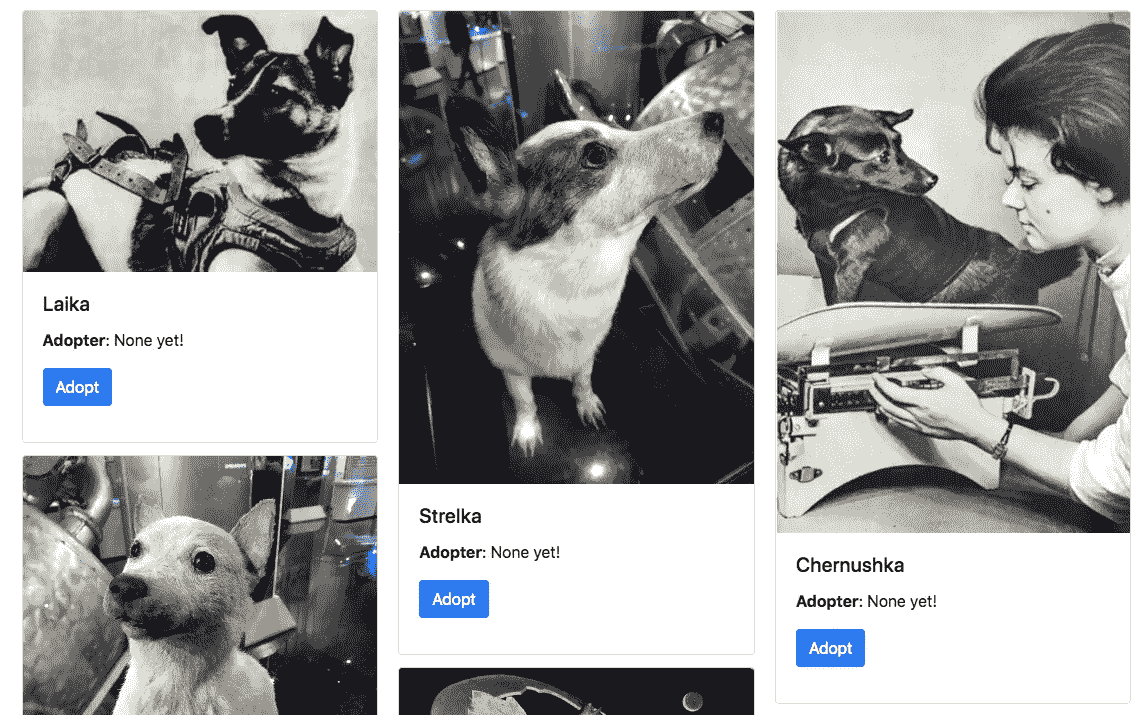 Laika
Adopter: None yet!
Adopt
Strelka
Adopter: None yet!
Adopt
Chernushka
Adopter: None yet!
Adopt